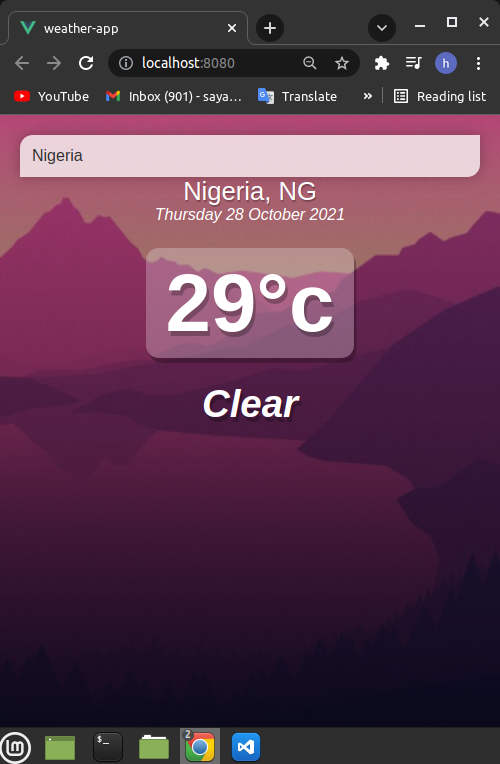 weather-app
localhost:8080
YouTube
Inbox (901) - saya…
Translate
»
Reading list
Nigeria
Nigeria, NG
Thursday 28 October 2021
29°c
Clear
$_
2
h